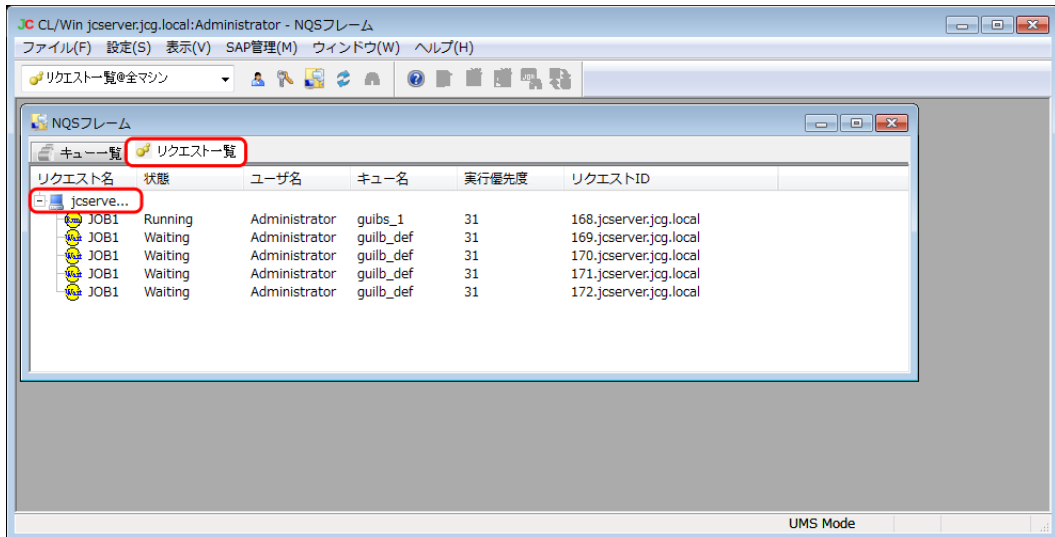 JC CL/Win jcserver.jcg.local:Administrator - NQSフレーム
ファイル(F) 設定(S) 表示(V) SAP管理(M) ウィンドウ(W) ヘルプ(H)
リクエスト一覧@全マシン
NQSフレーム
キュー一覧 リクエスト一覧
リクエスト名 状態 ユーザ名 キュー名 実行優先度 リクエストID
jcserve...
JOB1 Running Administrator guibs_1 31 168.jcserver.jcg.local
JOB1 Waiting Administrator guilb_def 31 169.jcserver.jcg.local
JOB1 Waiting Administrator guilb_def 31 170.jcserver.jcg.local
JOB1 Waiting Administrator guilb_def 31 171.jcserver.jcg.local
JOB1 Waiting Administrator guilb_def 31 172.jcserver.jcg.local
UMS Mode